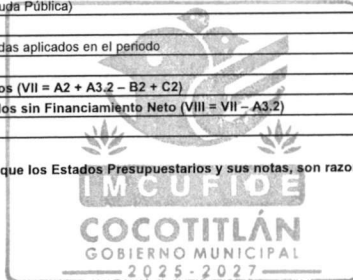 Pública)
das aplicados en el periodo
os (VII = A2 + A3.2 – B2 + C2)
os sin Financiamiento Neto (VIII = VII – A3.2)
que los Estados Presupuestarios y sus notas, son razo
IMCUFIDE
COCOTITLÁN
GOBIERNO MUNICIPAL
2025 - 2027